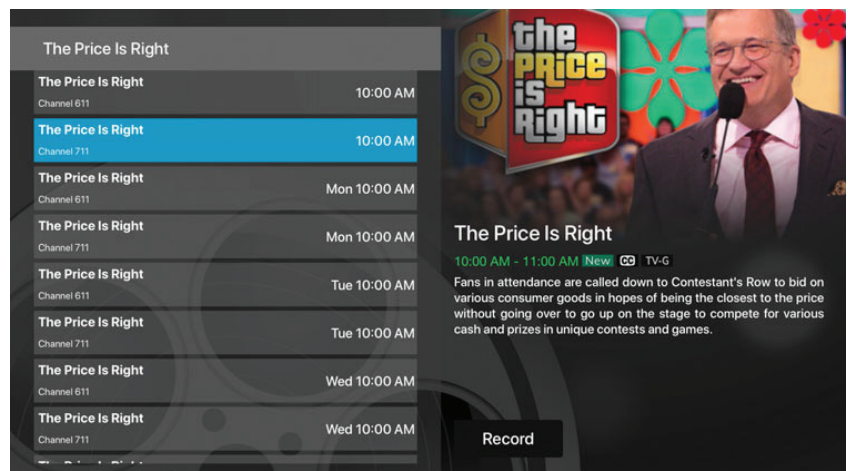 The Price Is Right
The Price Is Right
Channel 611
10:00 AM
The Price Is Right
Channel 711
10:00 AM
The Price Is Right
Channel 611
Mon 10:00 AM
The Price Is Right
Channel 711
Mon 10:00 AM
The Price Is Right
Channel 611
Tue 10:00 AM
The Price Is Right
Channel 711
Tue 10:00 AM
The Price Is Right
Channel 611
Wed 10:00 AM
The Price Is Right
Channel 711
Wed 10:00 AM
the
PRiCE
iS
Right
The Price Is Right
10:00 AM - 11:00 AM New CC TV-G
Fans in attendance are called down to Contestant's Row to bid on
various consumer goods in hopes of being the closest to the price
without going over to go up on the stage to compete for various
cash and prizes in unique contests and games.
Record